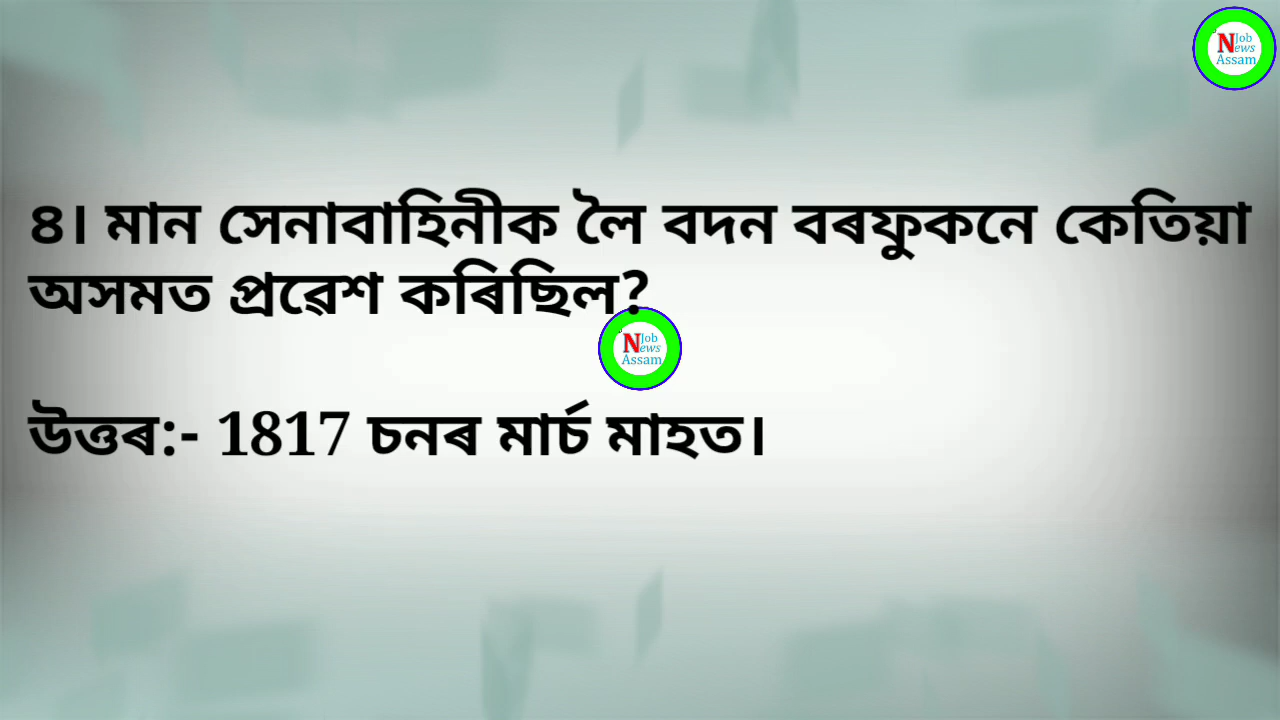 Job
News
Assam
৪। মান সেনাবাহিনীক লৈ বদন বৰফুকনে কেতিয়া
অসমত প্ৰৱেশ কৰিছিল?
Job
News
Assam
উত্তৰ:- 1817 চনৰ মাৰ্চ মাহত।